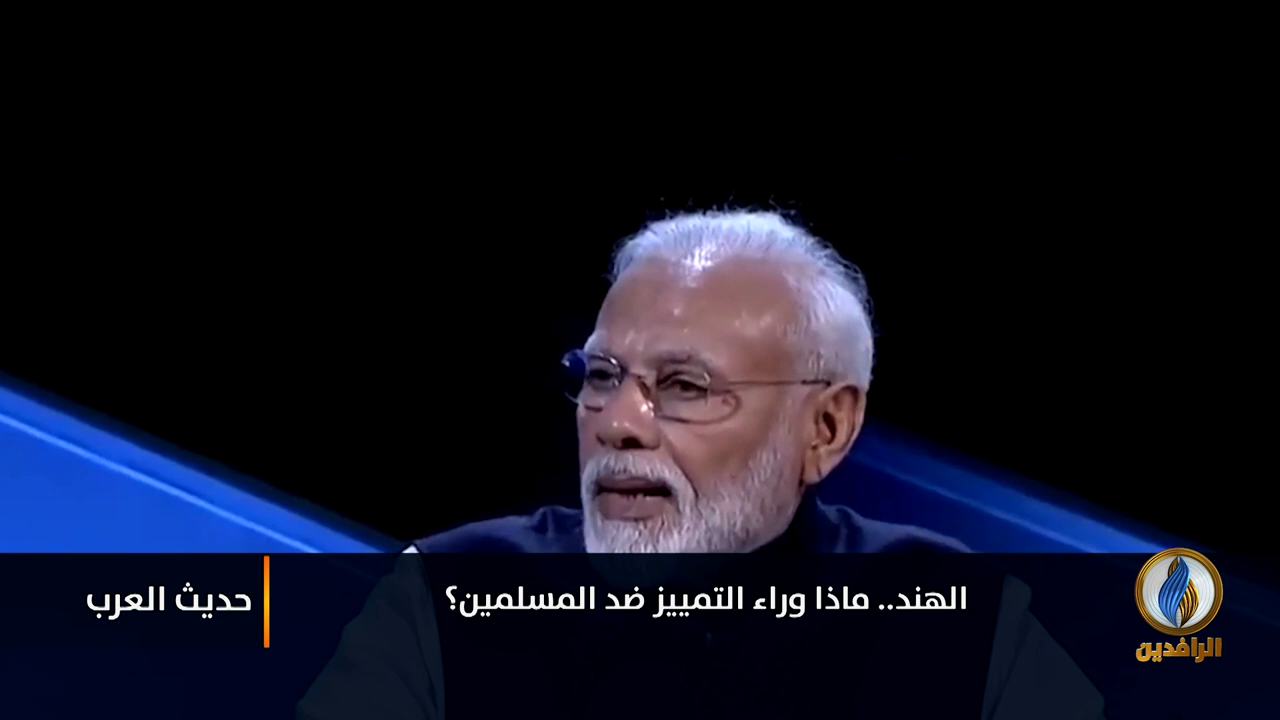 الهند.. ماذا وراء التمييز ضد المسلمين؟
حديث العرب
الرافدين